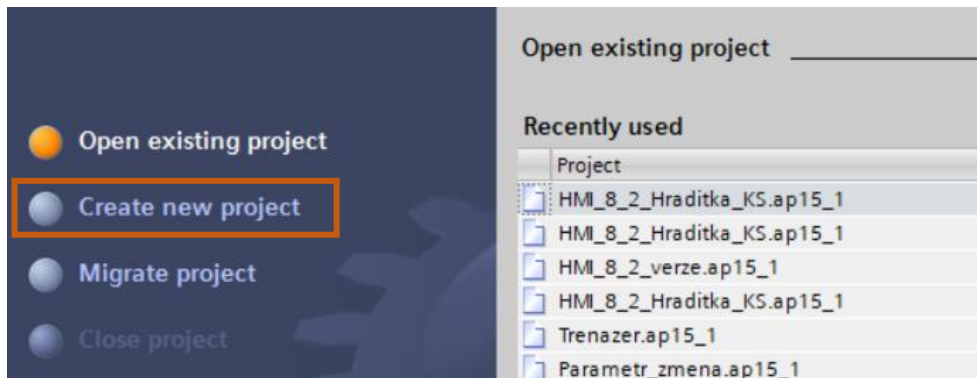 Open existing project
Create new project
Migrate project
Close project
Open existing project
Recently used
Project
HMI_8_2_Hraditka_KS.ap15_1
HMI_8_2_Hraditka_KS.ap15_1
HMI_8_2_verze.ap15_1
HMI_8_2_Hraditka_KS.ap15_1
Trenazer.ap15_1
Parametr_zmena.ap15_1